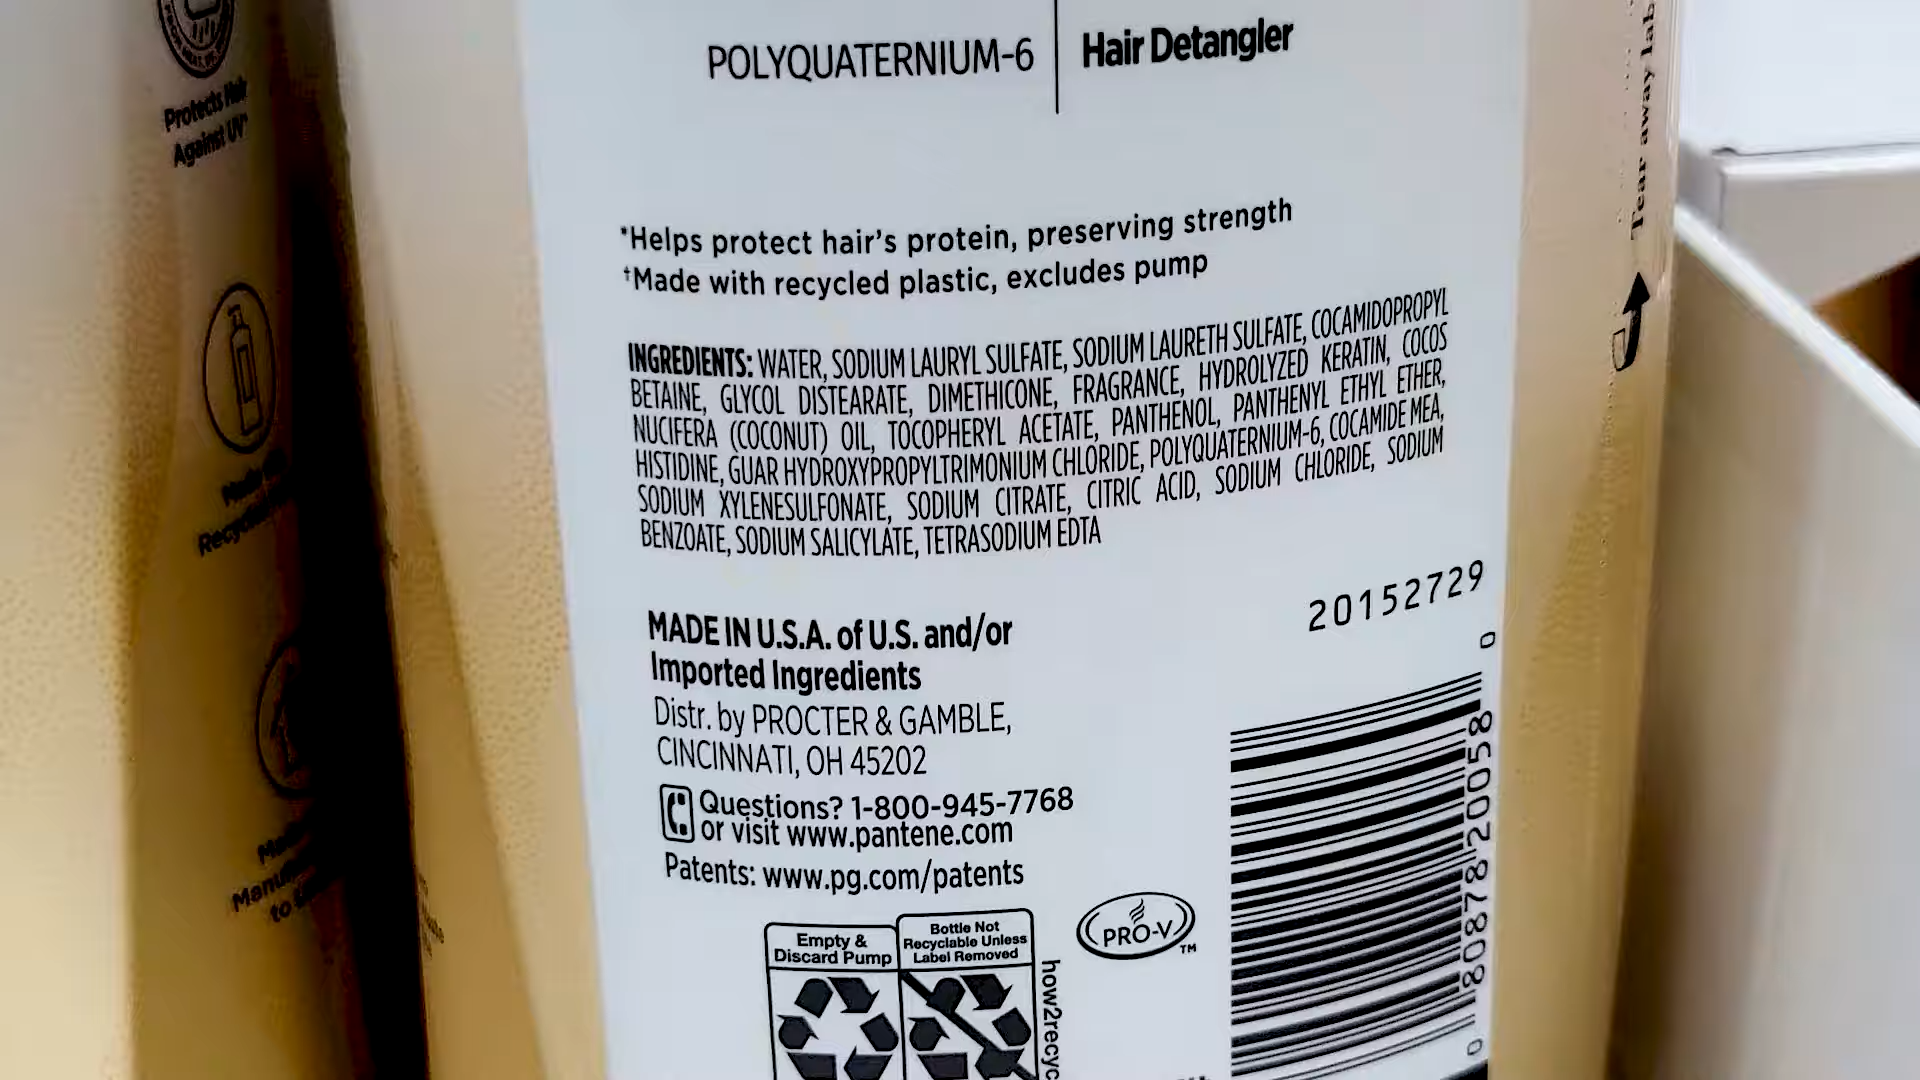 Protects Hair
Against UV*
POLYQUATERNIUM-6
Hair Detangler
*Helps protect hair's protein, preserving strength
†Made with recycled plastic, excludes pump
INGREDIENTS: WATER, SODIUM LAURYL SULFATE, SODIUM LAURETH SULFATE, COCAMIDOPROPYL
BETAINE, GLYCOL DISTEARATE, DIMETHICONE, FRAGRANCE, HYDROLYZED KERATIN, COCOS
NUCIFERA (COCONUT) OIL, TOCOPHERYL ACETATE, PANTHENOL, PANTHENYL ETHYL ETHER,
HISTIDINE, GUAR HYDROXYPROPYLTRIMONIUM CHLORIDE, POLYQUATERNIUM-6, COCAMIDE MEA,
SODIUM XYLENESULFONATE, SODIUM CITRATE, CITRIC ACID, SODIUM CHLORIDE, SODIUM
BENZOATE, SODIUM SALICYLATE, TETRASODIUM EDTA
20152729
MADE IN U.S.A. of U.S. and/or
Imported Ingredients
Distr. by PROCTER & GAMBLE,
CINCINNATI, OH 45202
Questions? 1-800-945-7768
or visit www.pantene.com
Patents: www.pg.com/patents
Empty &
Discard Pump
Bottle Not
Recyclable Unless
Label Removed
how2recyc
PRO-V™
0 80878 20058 0
Tear away lab